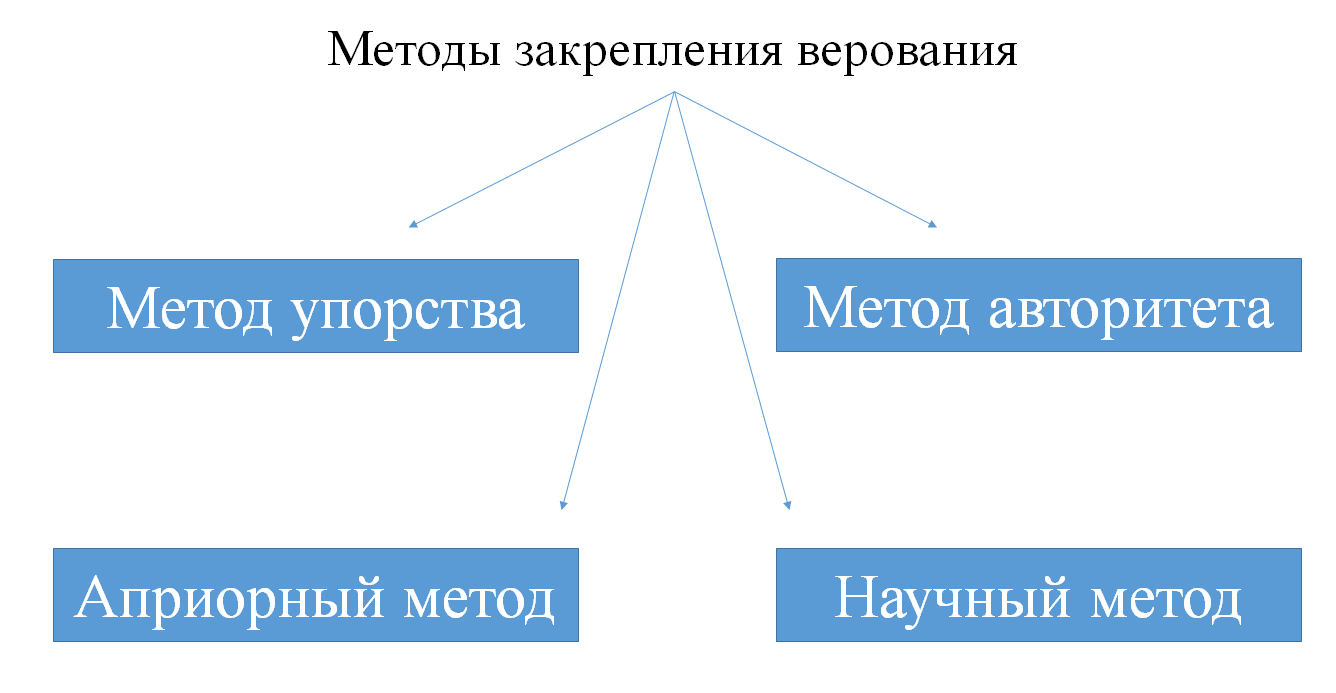 Методы закрепления верования
Метод упорства
Метод авторитета
Априорный метод
Научный метод